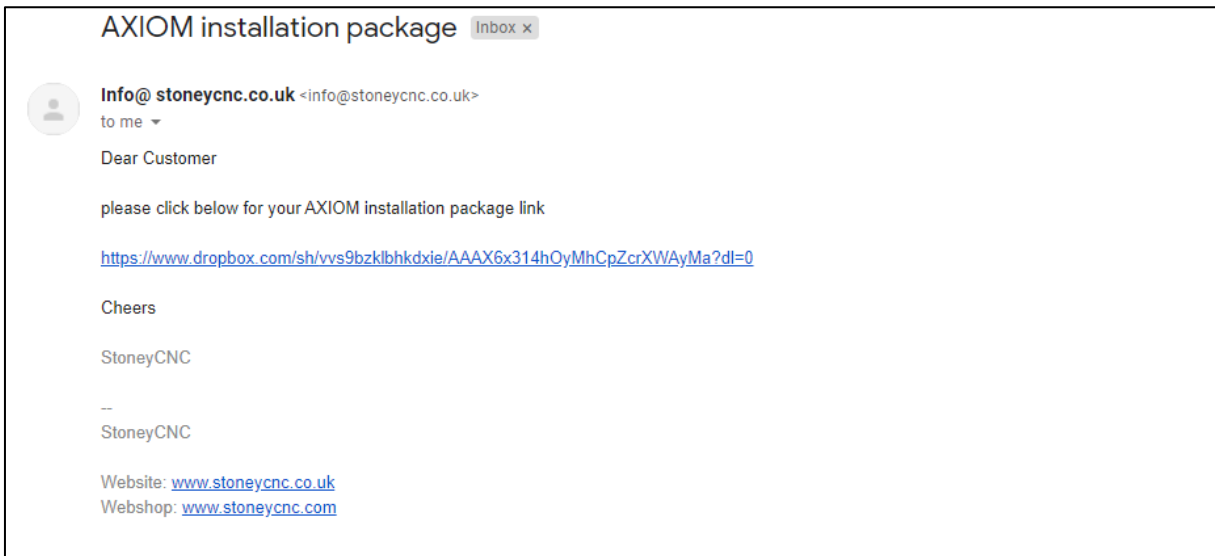 AXIOM installation package Inbox x
Info@ stoneycnc.co.uk <info@stoneycnc.co.uk>
to me
Dear Customer
please click below for your AXIOM installation package link
https://www.dropbox.com/sh/vvs9bzklbhkdxie/AAAX6x314hOyMhCpZcrXWAyMa?dl=0
Cheers
StoneyCNC
--
StoneyCNC
Website: www.stoneycnc.co.uk
Webshop: www.stoneycnc.com